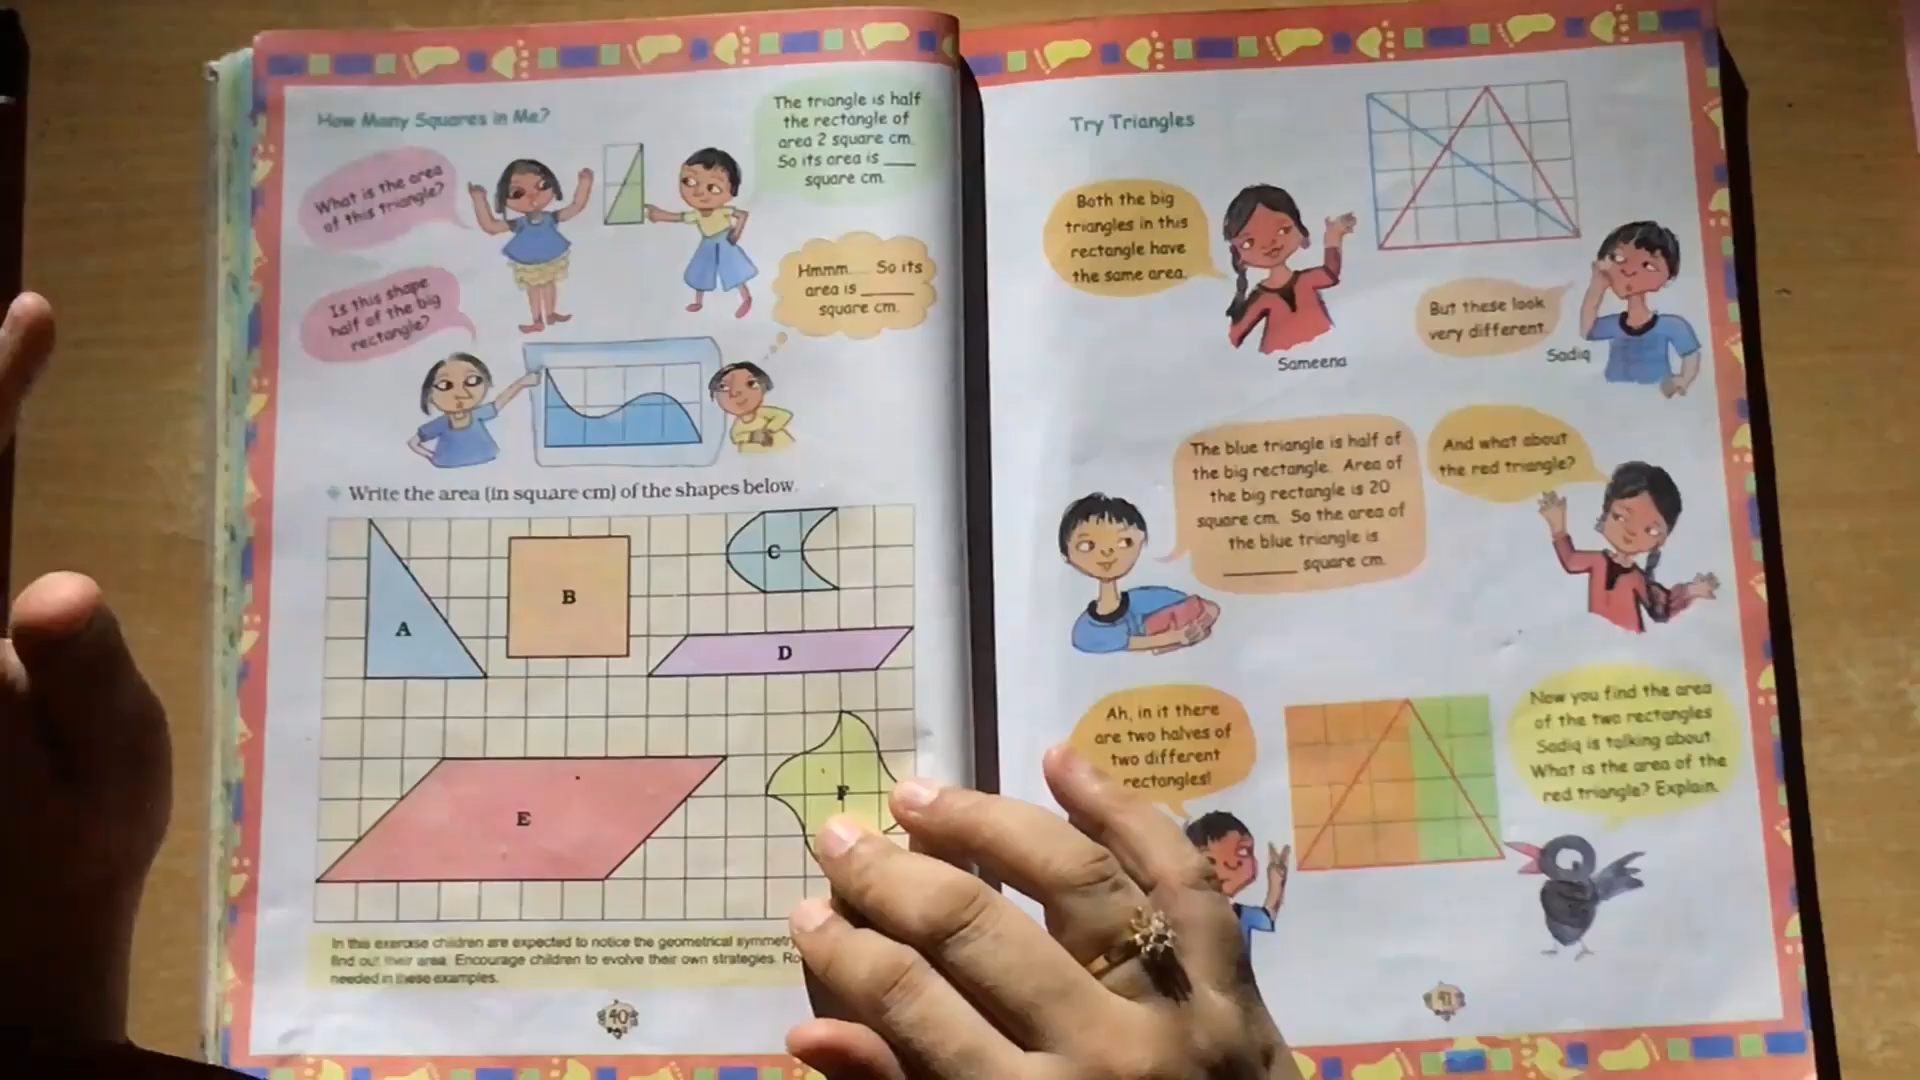 How Many Squares in Me?
What is the area
of this triangle?
The triangle is half
the rectangle of
area 2 square cm.
So its area is ____
square cm.
Is this shape
half of the big
rectangle?
Hmmm.... So its
area is ______
square cm.
Write the area (in square cm) of the shapes below.
A
B
C
D
E
F
In this exercise children are expected to notice the geometrical symmetry
find out their area. Encourage children to evolve their own strategies.
needed in these examples.
40
Try Triangles
Both the big
triangles in this
rectangle have
the same area.
Sameena
But these look
very different.
Sadiq
The blue triangle is half of
the big rectangle. Area of
the big rectangle is 20
square cm. So the area of
the blue triangle is
________ square cm.
And what about
the red triangle?
Ah, in it there
are two halves of
two different
rectangles!
Now you find the area
of the two rectangles
Sadiq is talking about.
What is the area of the
red triangle? Explain.
41